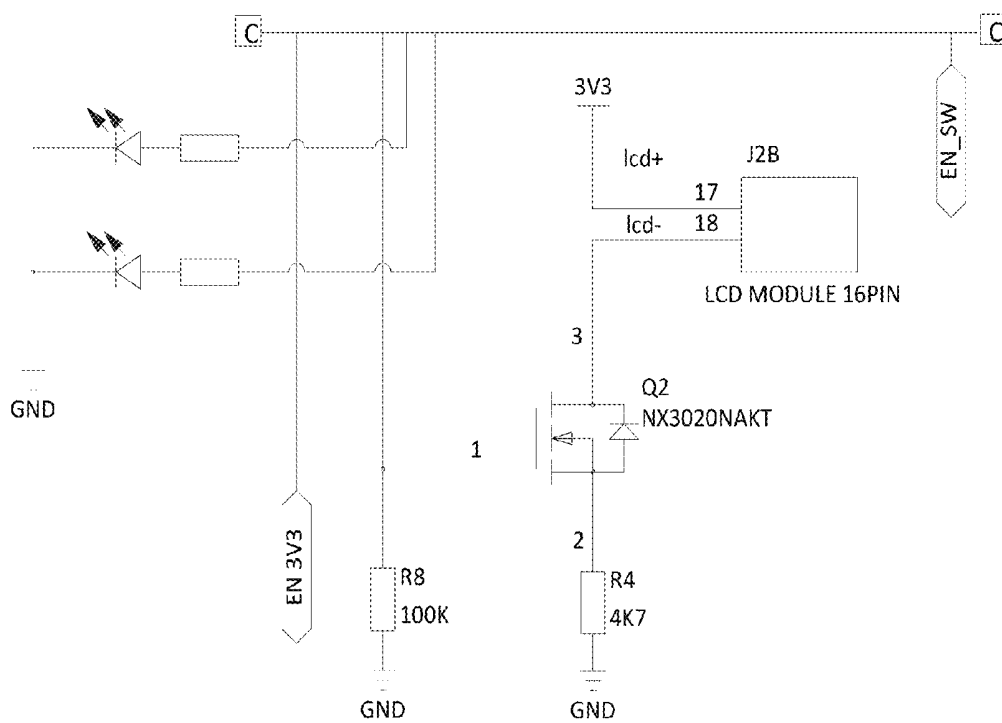 C
C
3V3
EN_SW
lcd+
J2B
17
lcd-
18
LCD MODULE 16PIN
3
GND
Q2
NX3020NAKT
1
EN 3V3
2
R8
100K
R4
4K7
GND
GND